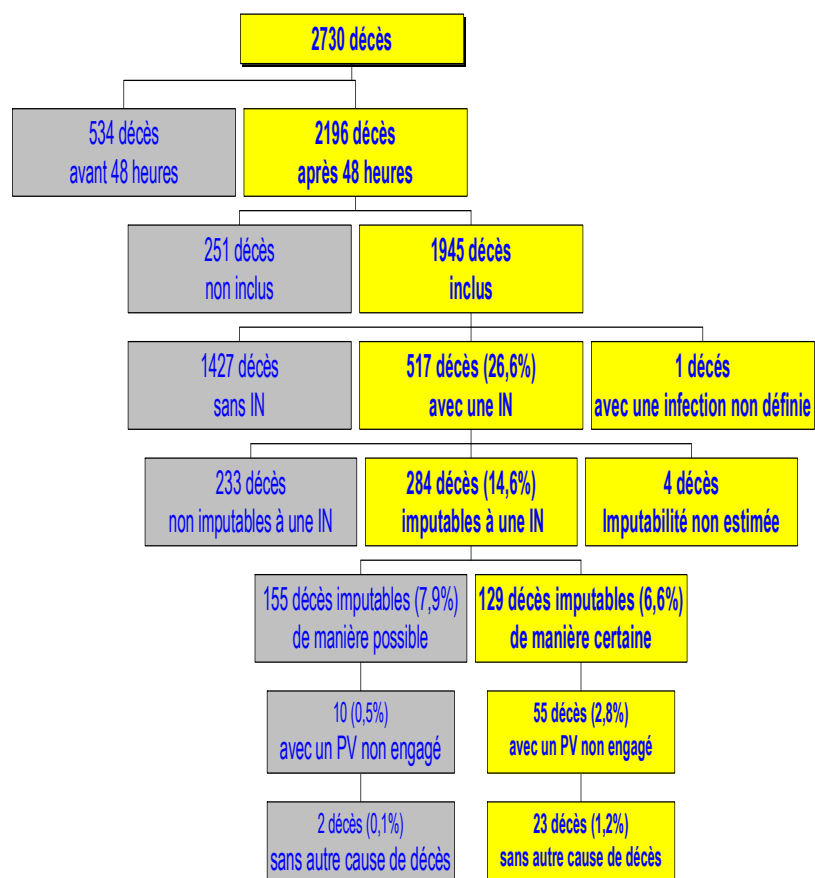 2730 décès
534 décès
avant 48 heures
2196 décès
après 48 heures
251 décès
non inclus
1945 décès
inclus
1427 décès
sans IN
517 décès (26,6%)
avec une IN
1 décés
avec une infection non définie
233 décès
non imputables à une IN
284 décès (14,6%)
imputables à une IN
4 décès
Imputabilité non estimée
155 décès imputables (7,9%)
de manière possible
129 décès imputables (6,6%)
de manière certaine
10 (0,5%)
avec un PV non engagé
55 décès (2,8%)
avec un PV non engagé
2 décès (0,1%)
sans autre cause de décès
23 décès (1,2%)
sans autre cause de décès